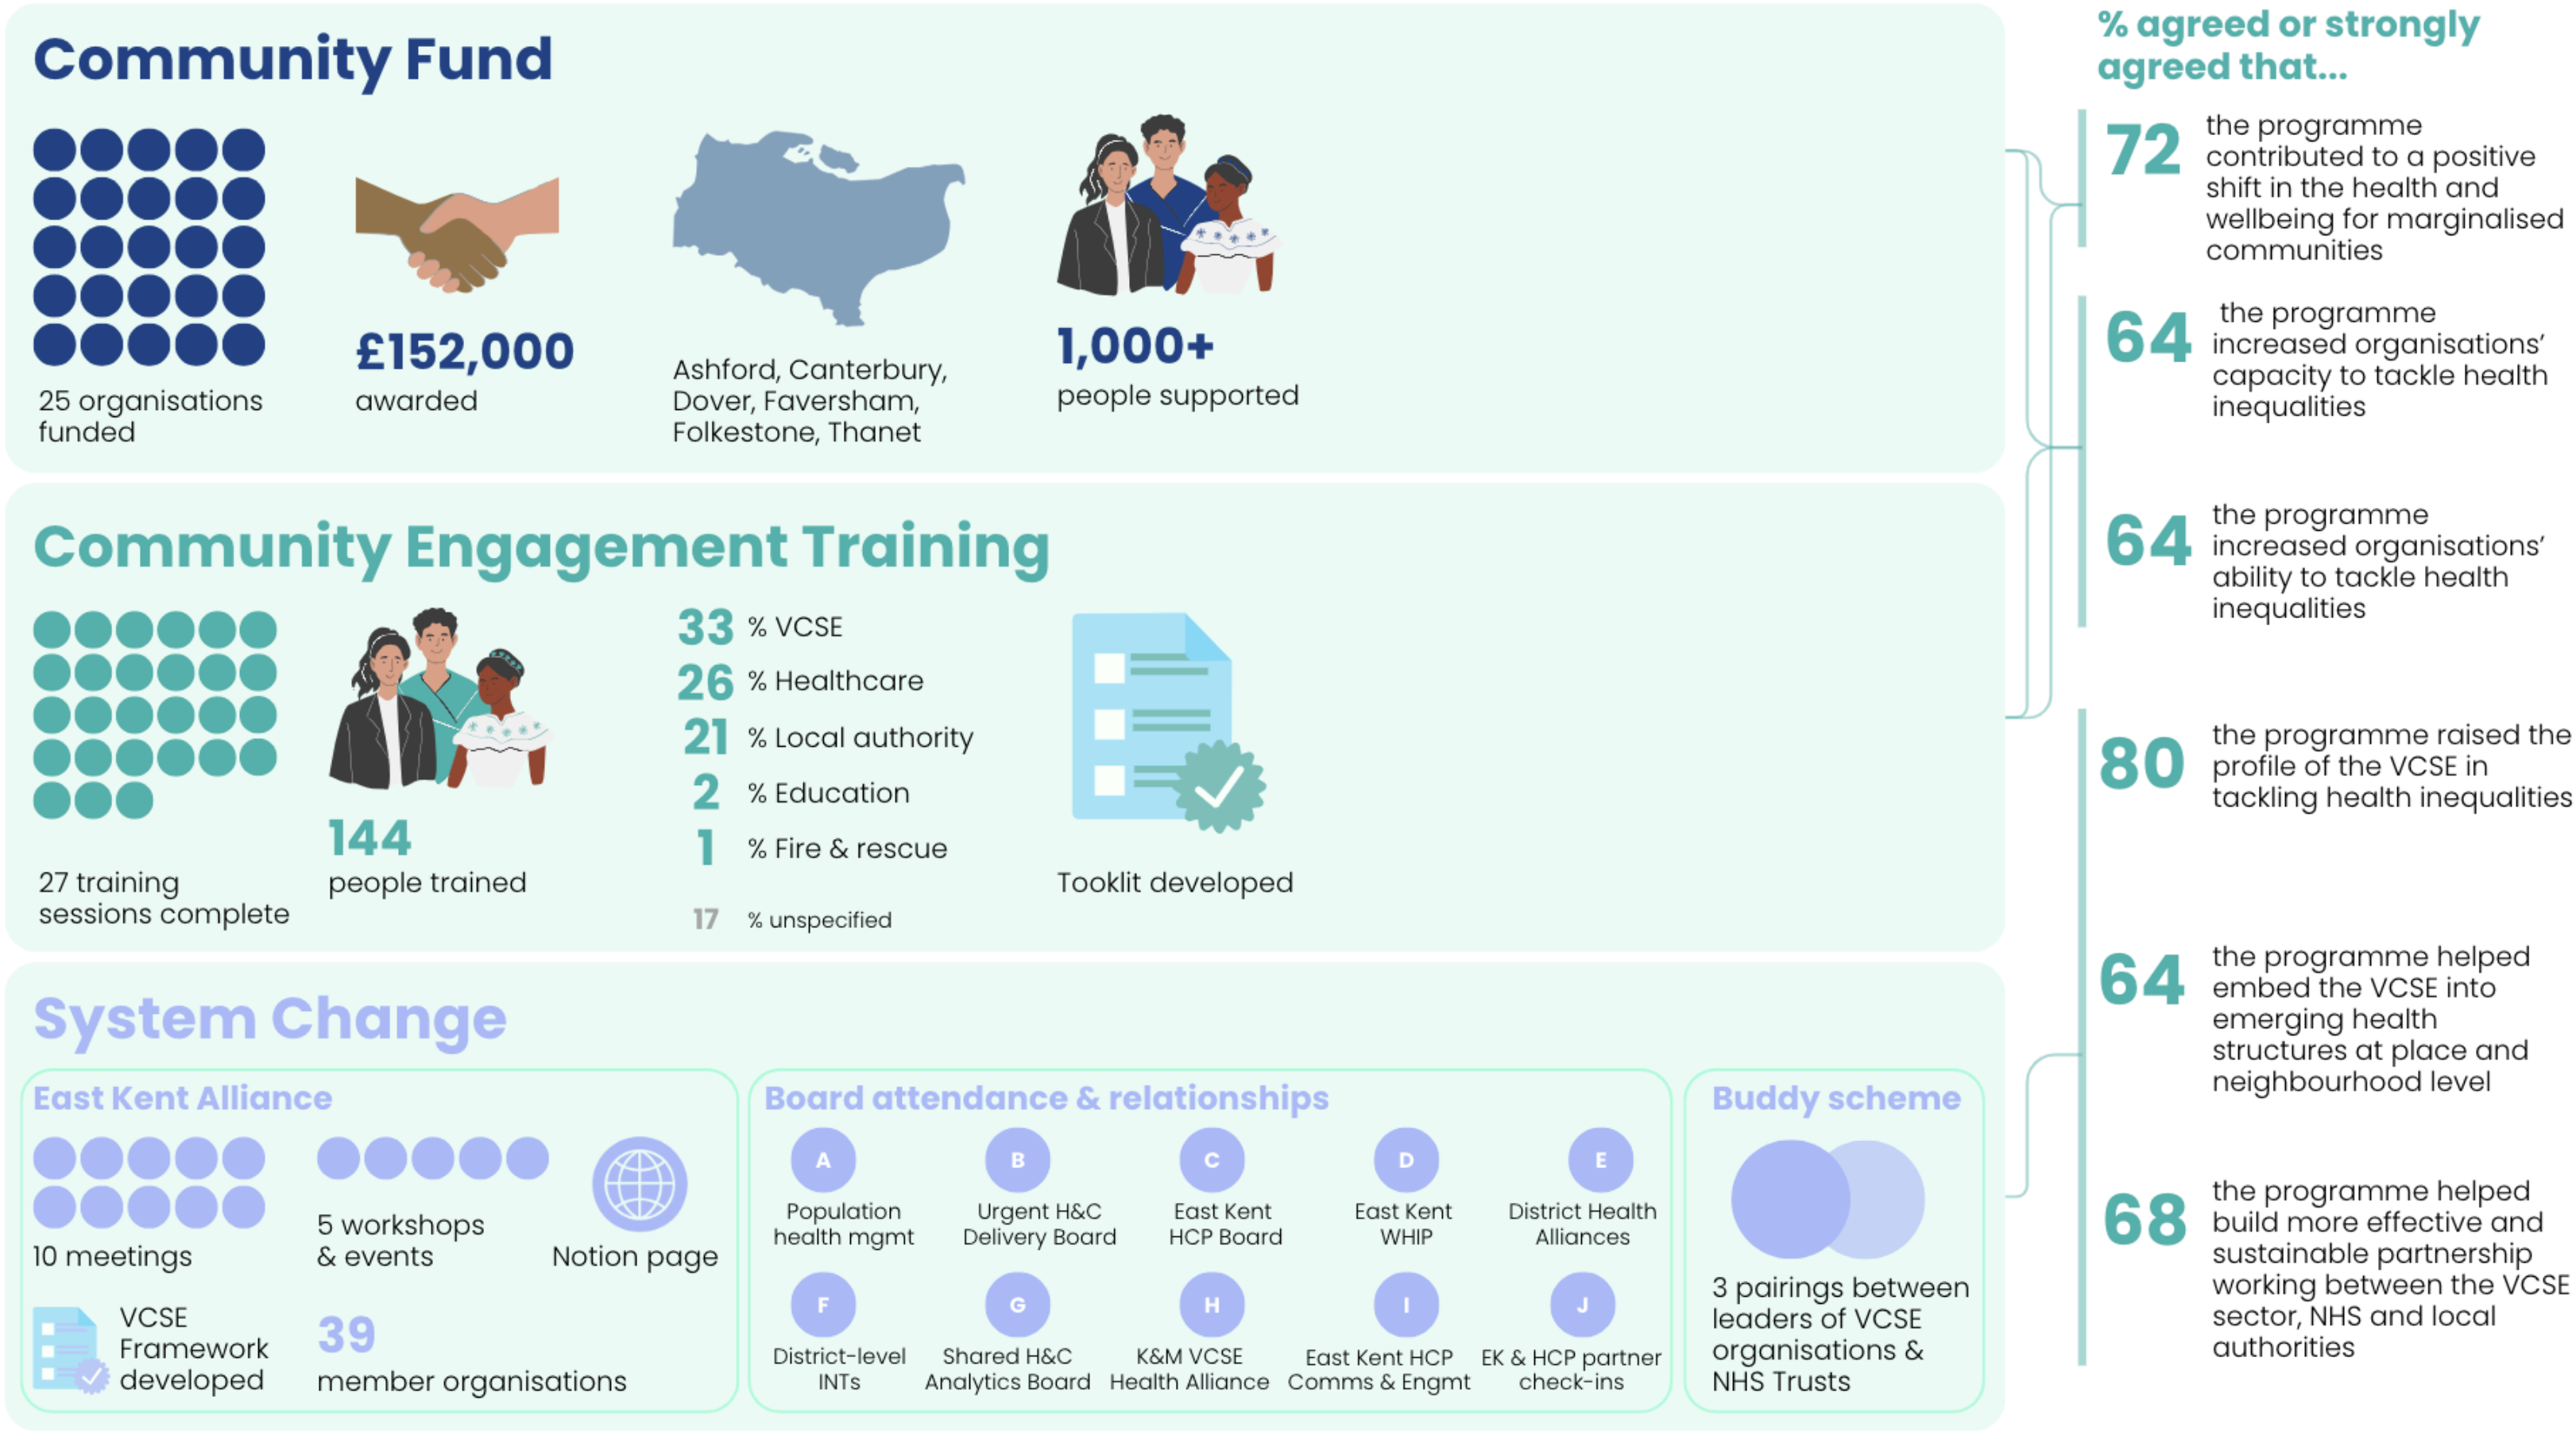 Community Fund
25 organisations
funded
£152,000
awarded
Ashford, Canterbury,
Dover, Faversham,
Folkestone, Thanet
1,000+
people supported
Community Engagement Training
27 training
sessions complete
144
people trained
33 % VCSE
26 % Healthcare
21 % Local authority
2 % Education
1 % Fire & rescue
17 % unspecified
Tooklit developed
System Change
East Kent Alliance
10 meetings
5 workshops
& events
Notion page
VCSE
Framework
developed
39
member organisations
Board attendance & relationships
A
Population
health mgmt
B
Urgent H&C
Delivery Board
C
East Kent
HCP Board
D
East Kent
WHIP
E
District Health
Alliances
F
District-level
INTs
G
Shared H&C
Analytics Board
H
K&M VCSE
Health Alliance
I
East Kent HCP
Comms & Engmt
J
EK & HCP partner
check-ins
Buddy scheme
3 pairings between
leaders of VCSE
organisations &
NHS Trusts
% agreed or strongly
agreed that...
72
the programme
contributed to a positive
shift in the health and
wellbeing for marginalised
communities
64
the programme
increased organisations’
capacity to tackle health
inequalities
64
the programme
increased organisations’
ability to tackle health
inequalities
80
the programme raised the
profile of the VCSE in
tackling health inequalities
64
the programme helped
embed the VCSE into
emerging health
structures at place and
neighbourhood level
68
the programme helped
build more effective and
sustainable partnership
working between the VCSE
sector, NHS and local
authorities